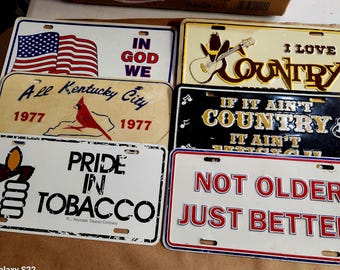 IN
GOD
WE
I LOVE
COUNTRY
All Kentucky City
1977
1977
IF IT AIN'T
COUNTRY
IT AIN'T
PRIDE
IN
TOBACCO
NOT OLDER
JUST BETTER